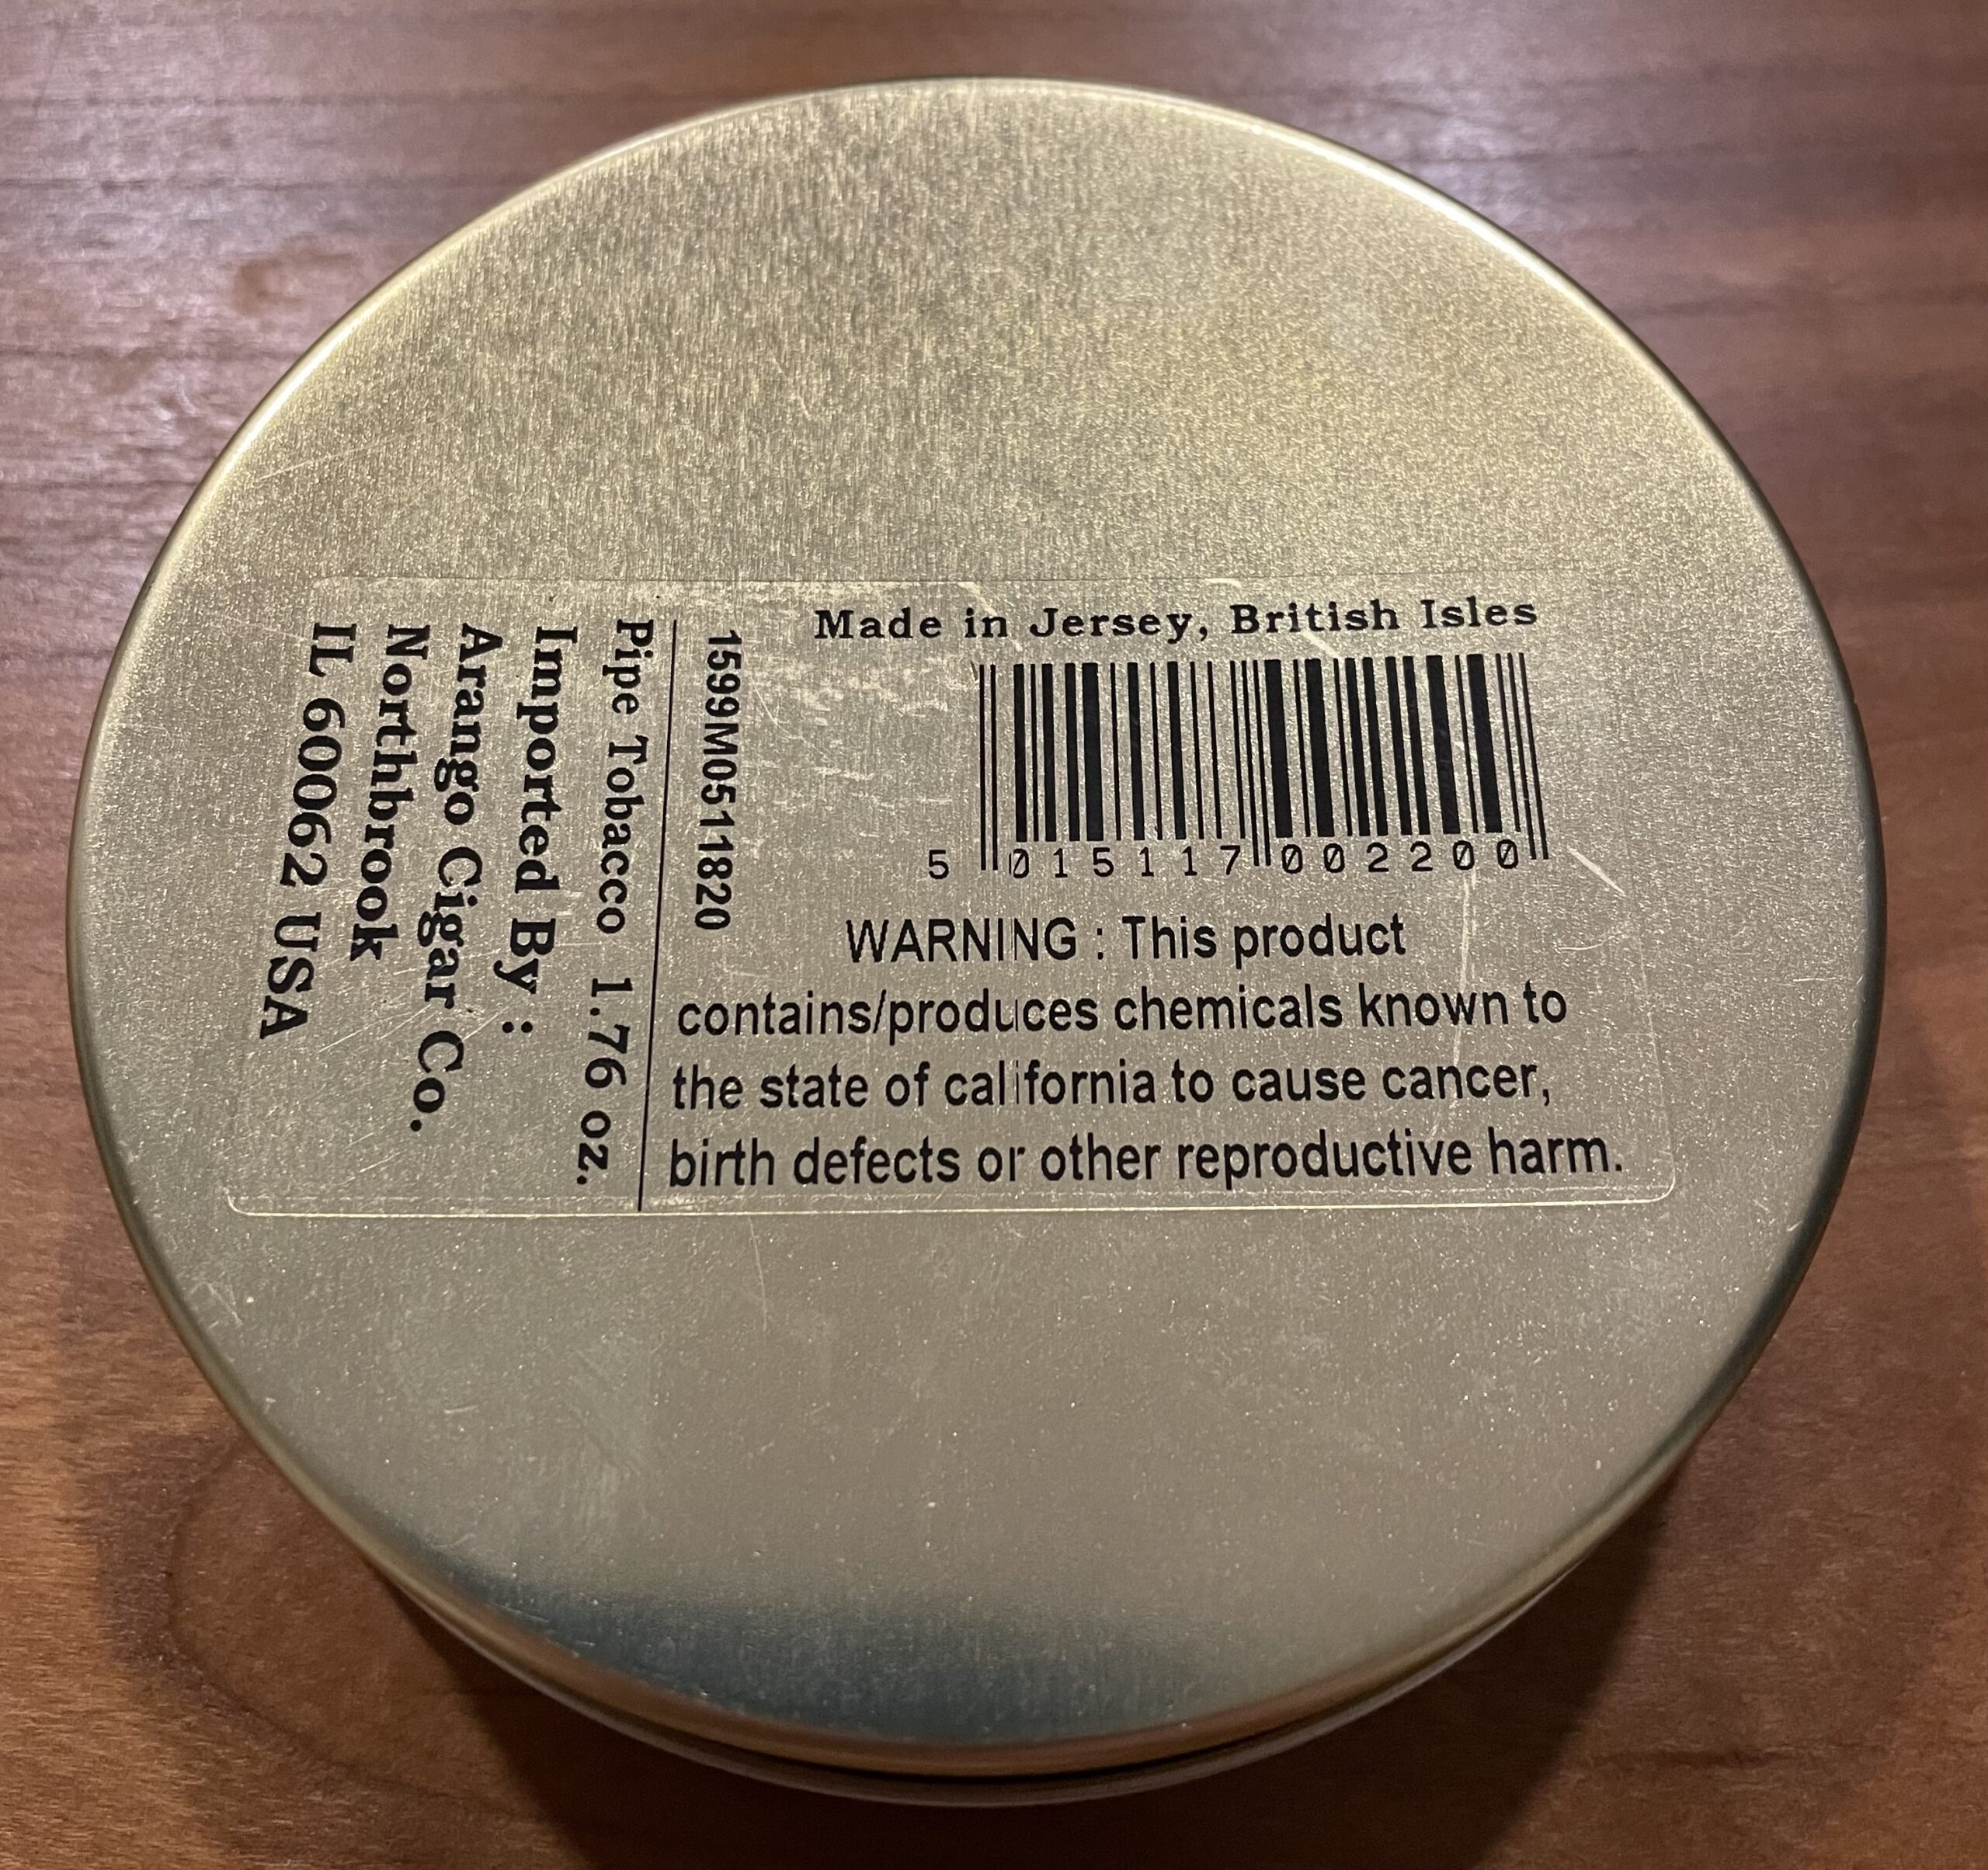 Made in Jersey, British Isles
5 015117 002200
WARNING : This product
contains/produces chemicals known to
the state of california to cause cancer,
birth defects or other reproductive harm.
1599M0511820
Pipe Tobacco 1.76 oz.
Imported By :
Arango Cigar Co.
Northbrook
IL 60062 USA